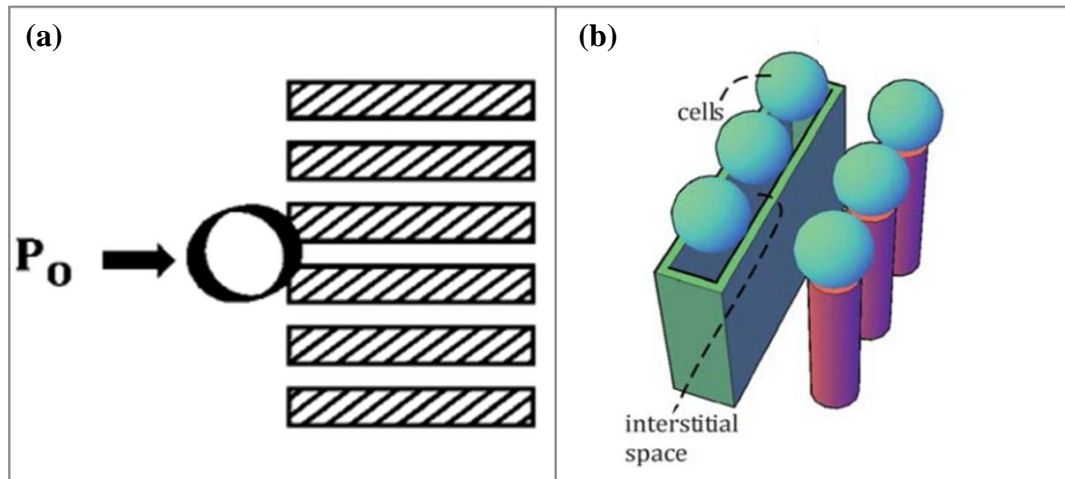 (a)
P₀
(b)
cells
interstitial
space